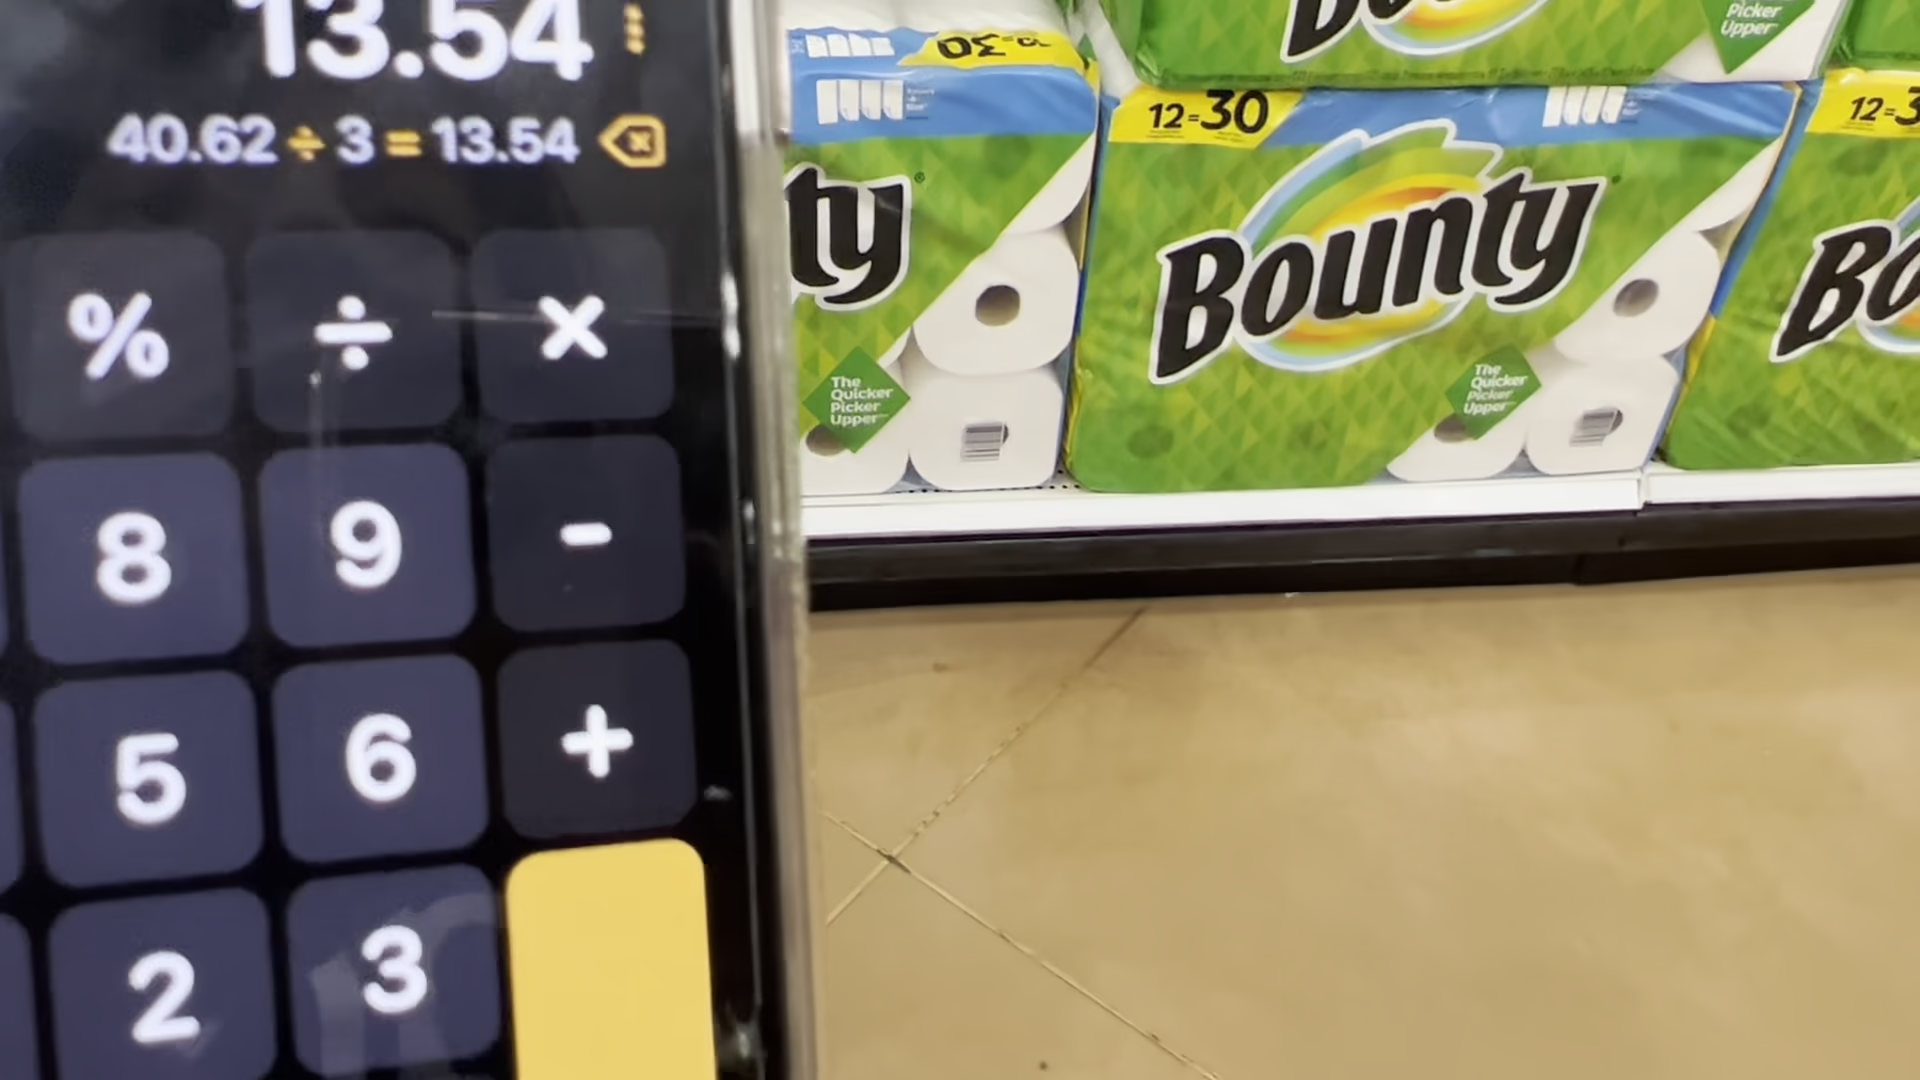 13.54
40.62 ÷ 3 = 13.54
% ÷ ×
8 9 -
5 6 +
2 3
12=30
ty
The
Quicker
Picker
Upper
12=30
Bounty
The
Quicker
Picker
Upper
Picker
Upper
12=3
Bo